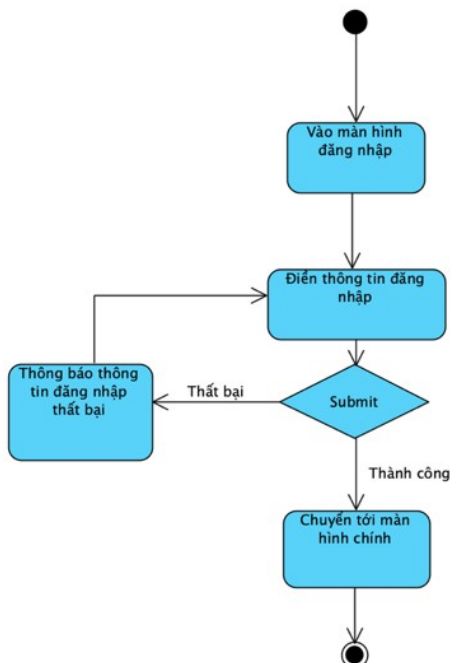 Vào màn hình
đăng nhập
Điền thông tin đăng
nhập
Thông báo thông
tin đăng nhập
thất bại
Thất bại
Submit
Thành công
Chuyển tới màn
hình chính